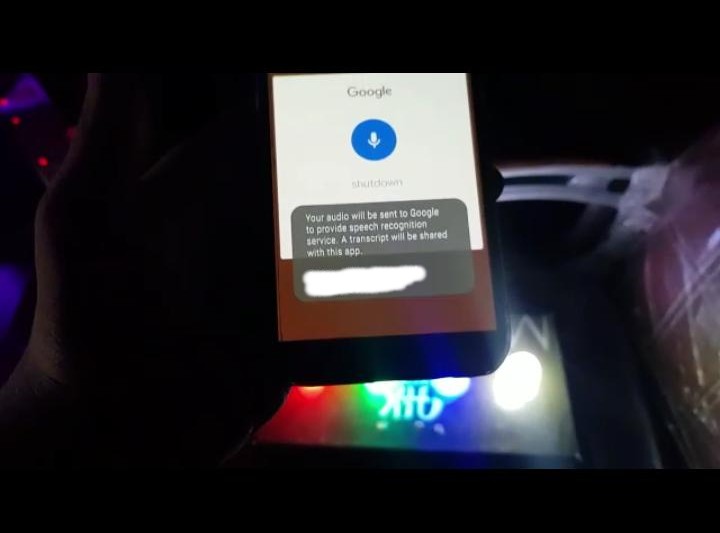 Google
shutdown
Your audio will be sent to Google
to provide speech recognition
service. A transcript will be shared
with this app.